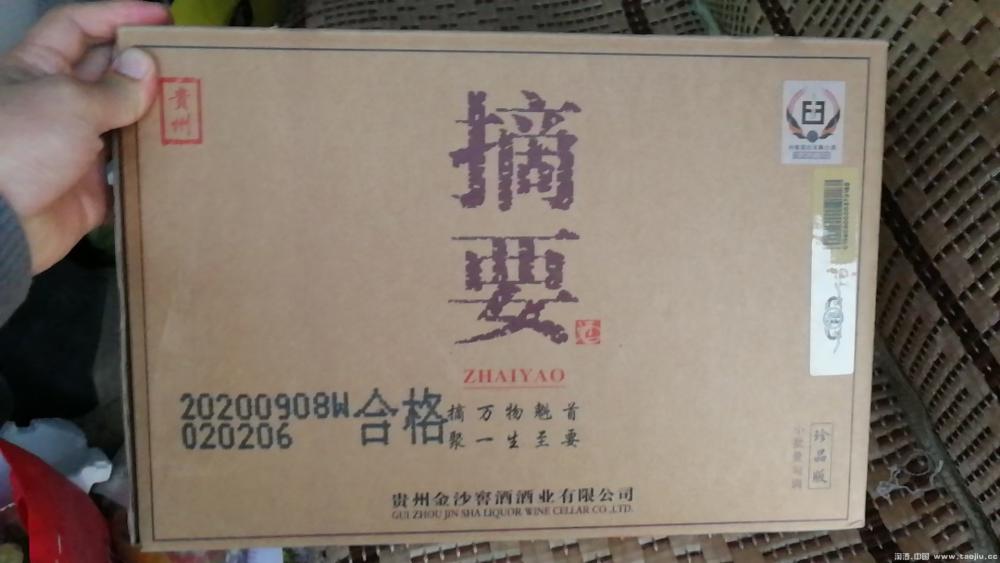 貴州
摘
要
ZHAIYAO
20200908W
020206
合格
摘万物魁首
聚一生至要
珍品版
贵州金沙窖酒酒业有限公司
GUI ZHOU JIN SHA LIQUOR WINE CELLAR CO.,LTD.
淘酒.中国 www.taojiu.cc